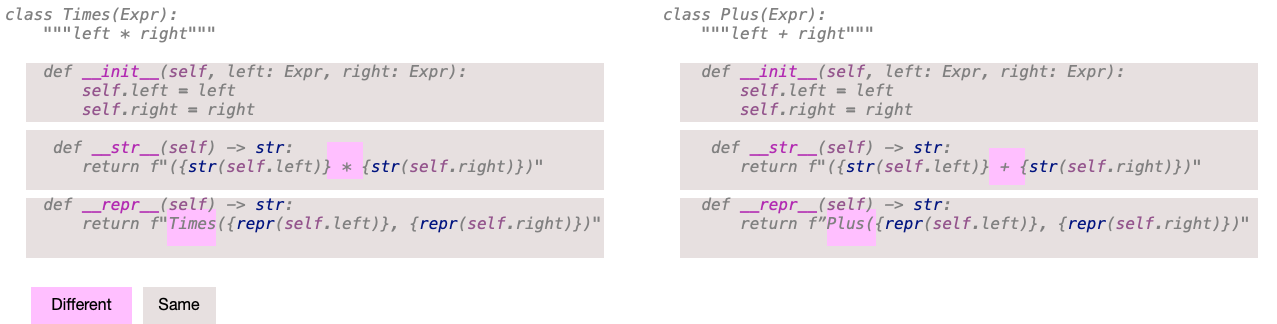 class Times(Expr):
"""left * right"""
def __init__(self, left: Expr, right: Expr):
self.left = left
self.right = right
def __str__(self) -> str:
return f"({str(self.left)} * {str(self.right)})"
def __repr__(self) -> str:
return f"Times({repr(self.left)}, {repr(self.right)})"
class Plus(Expr):
"""left + right"""
def __init__(self, left: Expr, right: Expr):
self.left = left
self.right = right
def __str__(self) -> str:
return f"({str(self.left)} + {str(self.right)})"
def __repr__(self) -> str:
return f”Plus({repr(self.left)}, {repr(self.right)})"
Different
Same